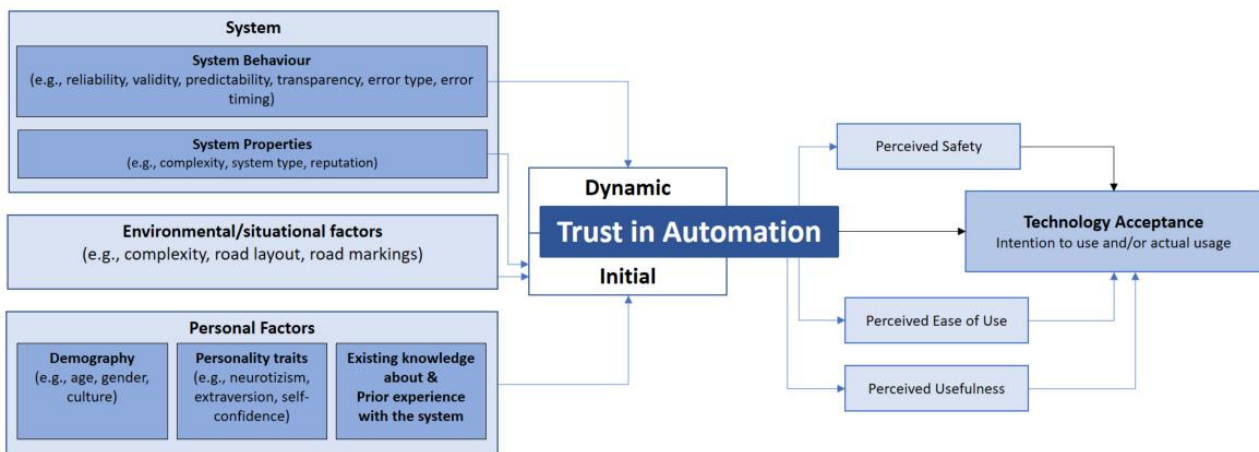 System
System Behaviour
(e.g., reliability, validity, predictability, transparency, error type, error
timing)
System Properties
(e.g., complexity, system type, reputation)
Environmental/situational factors
(e.g., complexity, road layout, road markings)
Personal Factors
Demography
(e.g., age, gender,
culture)
Personality traits
(e.g., neurotizism,
extraversion, self-
confidence)
Existing knowledge
about &
Prior experience
with the system
Dynamic
Trust in Automation
Initial
Perceived Safety
Technology Acceptance
Intention to use and/or actual usage
Perceived Ease of Use
Perceived Usefulness